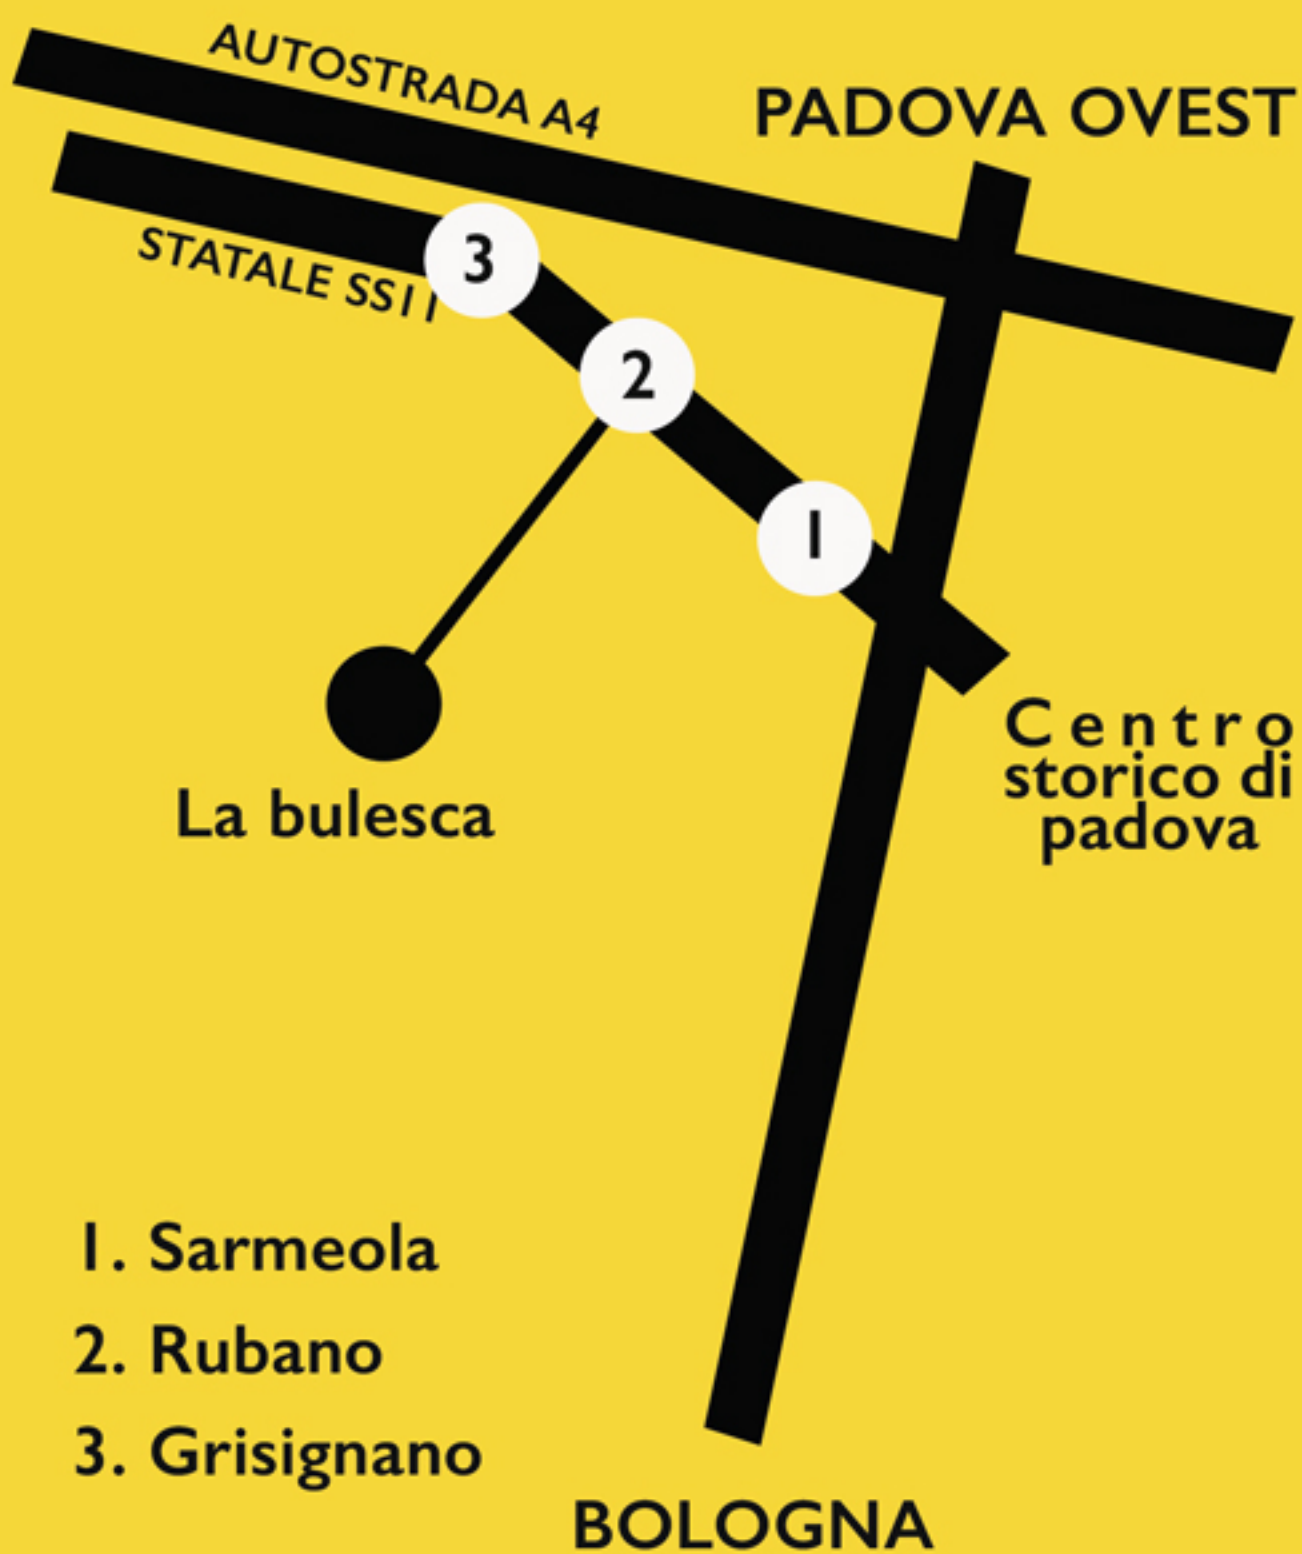 AUTOSTRADA A4
PADOVA OVEST
STATALE SS11
3
2
1
Centro
storico di
padova
La bulesca
1. Sarmeola
2. Rubano
3. Grisignano
BOLOGNA